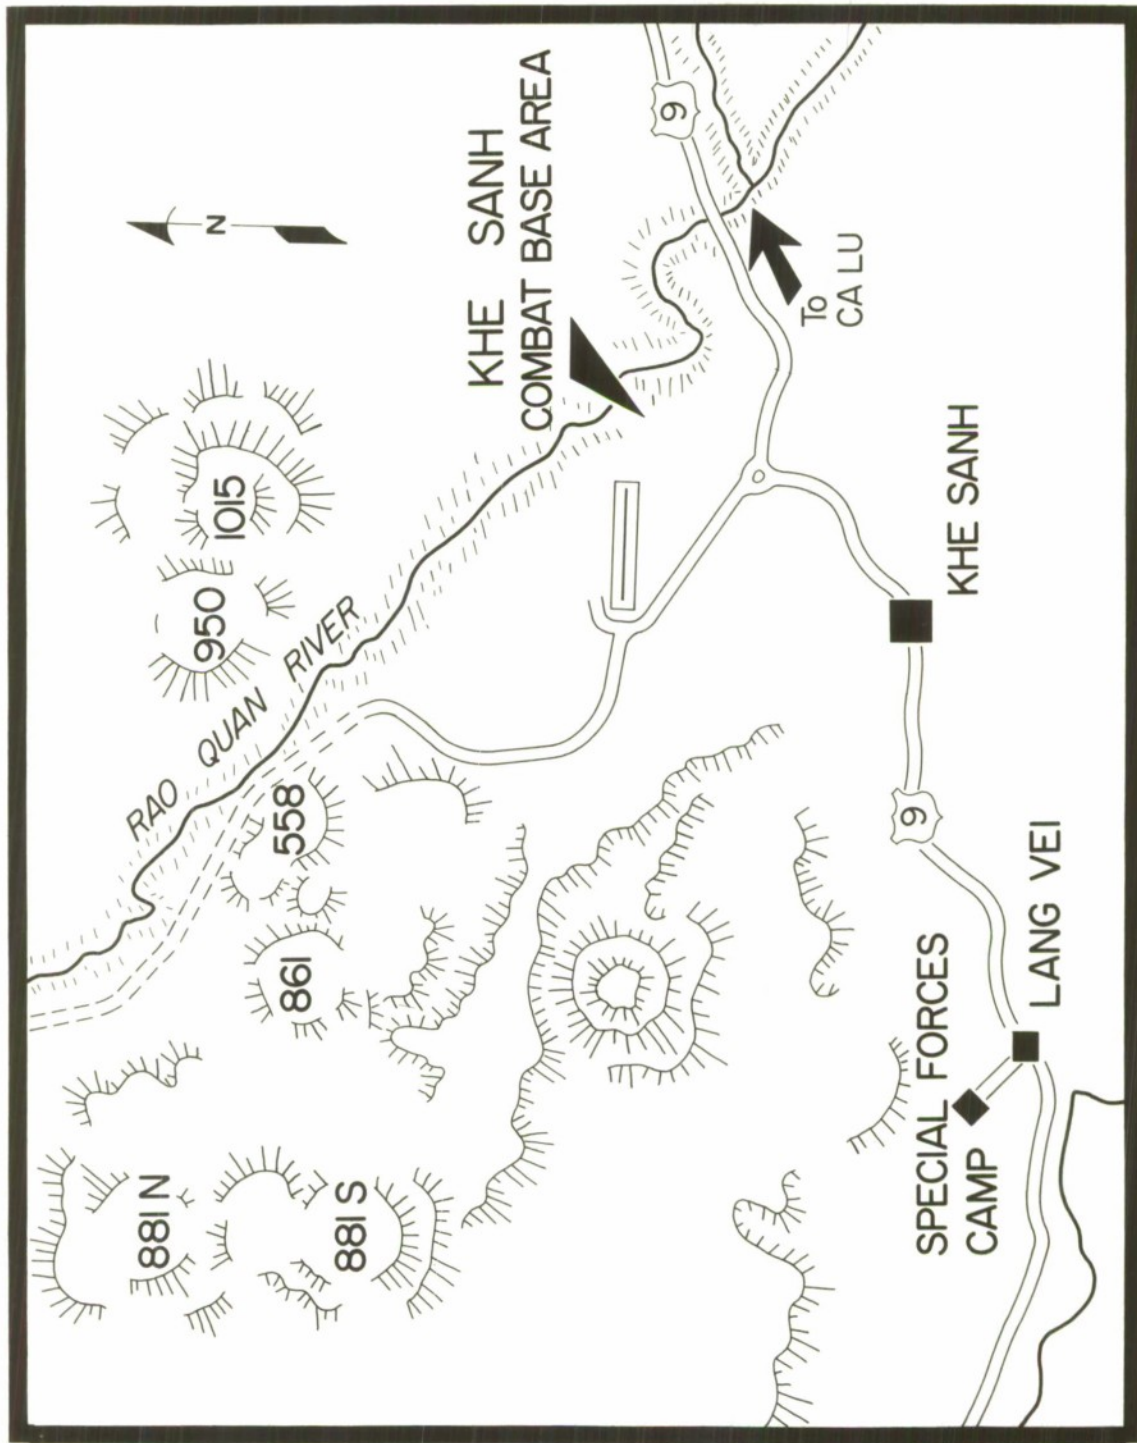 KHE SANH
COMBAT BASE AREA
N
9
To
CA LU
1015
950
RAO QUAN RIVER
558
861
881 N
881 S
KHE SANH
9
LANG VEI
SPECIAL FORCES
CAMP